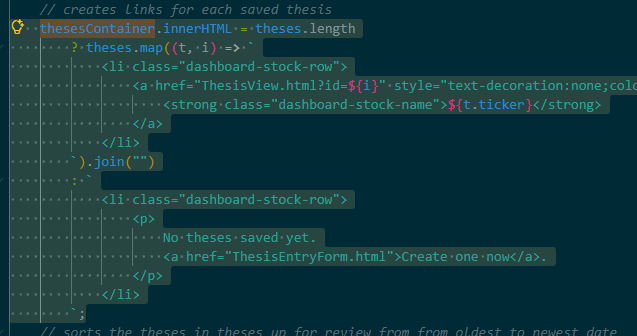 // creates links for each saved thesis
thesesContainer.innerHTML = theses.length
? theses.map((t, i) => `
<li class="dashboard-stock-row">
<a href="ThesisView.html?id=${i}" style="text-decoration:none;colo
<strong class="dashboard-stock-name">${t.ticker}</strong>
</a>
</li>
`).join("")
: `
<li class="dashboard-stock-row">
<p>
No theses saved yet.
<a href="ThesisEntryForm.html">Create one now</a>.
</p>
</li>
`;
// sorts the theses in theses up for review from from oldest to newest date